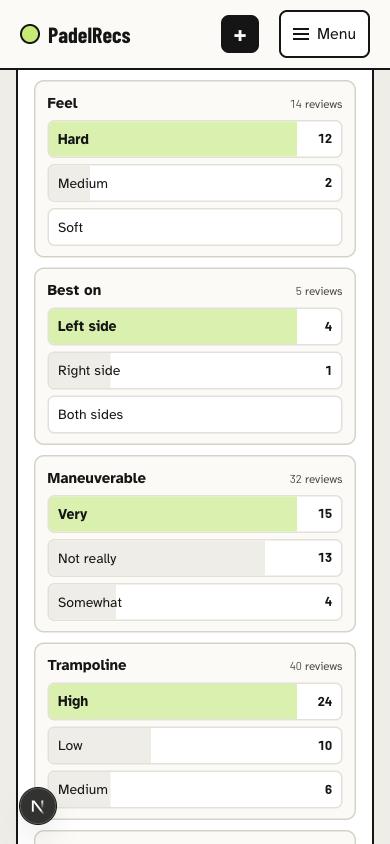 PadelRecs
+
Menu
Feel 14 reviews
Hard 12
Medium 2
Soft
Best on 5 reviews
Left side 4
Right side 1
Both sides
Maneuverable 32 reviews
Very 15
Not really 13
Somewhat 4
Trampoline 40 reviews
High 24
Low 10
Medium 6
N